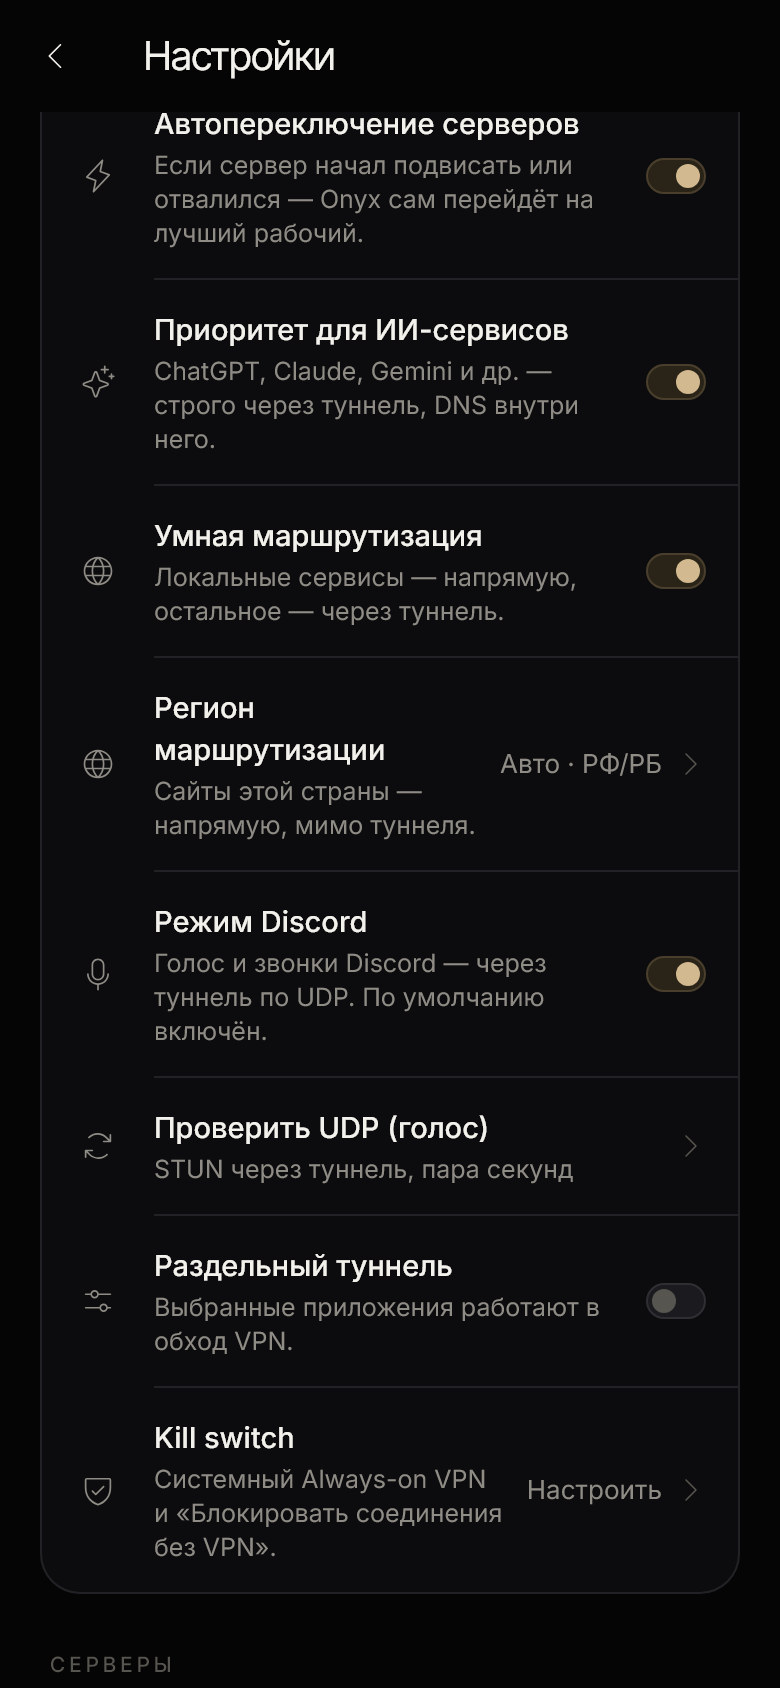 Настройки
Автопереключение серверов
Если сервер начал подвисать или
отвалился — Onyx сам перейдёт на
лучший рабочий.
Приоритет для ИИ-сервисов
ChatGPT, Claude, Gemini и др. —
строго через туннель, DNS внутри
него.
Умная маршрутизация
Локальные сервисы — напрямую,
остальное — через туннель.
Регион
маршрутизации
Сайты этой страны —
напрямую, мимо туннеля.
Авто · РФ/РБ
Режим Discord
Голос и звонки Discord — через
туннель по UDP. По умолчанию
включён.
Проверить UDP (голос)
STUN через туннель, пара секунд
Раздельный туннель
Выбранные приложения работают в
обход VPN.
Kill switch
Системный Always-on VPN
и «Блокировать соединения
без VPN».
Настроить
СЕРВЕРЫ